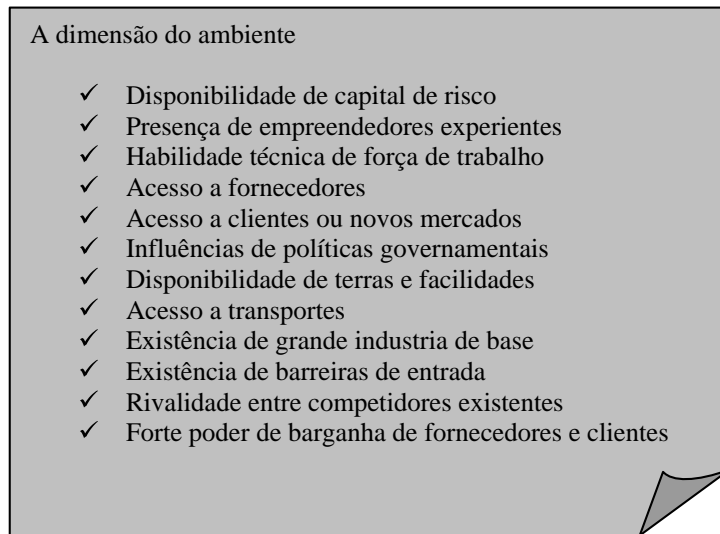 A dimensão do ambiente
✓ Disponibilidade de capital de risco
✓ Presença de empreendedores experientes
✓ Habilidade técnica de força de trabalho
✓ Acesso a fornecedores
✓ Acesso a clientes ou novos mercados
✓ Influências de políticas governamentais
✓ Disponibilidade de terras e facilidades
✓ Acesso a transportes
✓ Existência de grande industria de base
✓ Existência de barreiras de entrada
✓ Rivalidade entre competidores existentes
✓ Forte poder de barganha de fornecedores e clientes